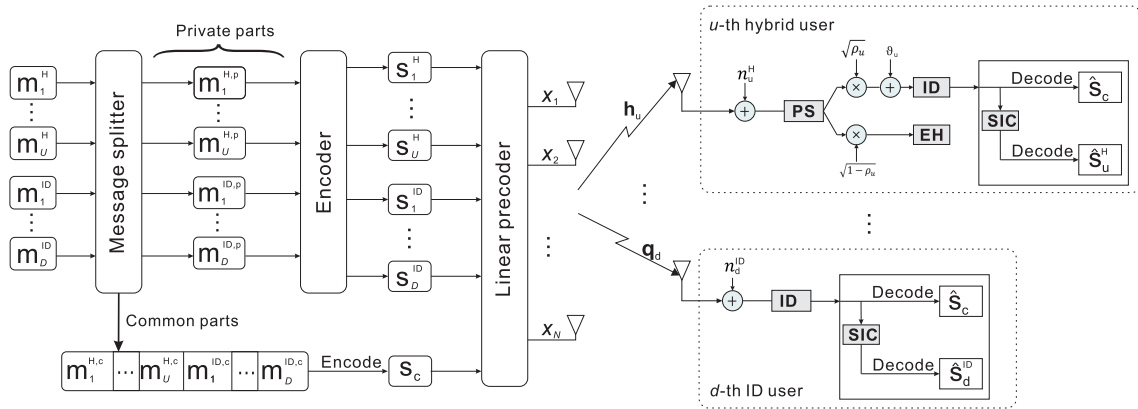 Private parts
m_1^{H}
m_1^{H,p}
S_1^{H}
⋮
m_U^{H}
m_U^{H,p}
S_U^{H}
m_1^{ID}
m_1^{ID,p}
S_1^{ID}
⋮
m_D^{ID}
m_D^{ID,p}
S_D^{ID}
Message splitter
Encoder
Linear precoder
Common parts
m_1^{H,c} ... m_U^{H,c} m_1^{ID,c} ... m_D^{ID,c}
Encode
S_c
x_1
x_2
⋮
x_N
h_u
q_d
⋮
u-th hybrid user
n_u^{H}
+
PS
√ρ_u
×
ϑ_u
+
ID
Decode
Ŝ_c
SIC
Decode
Ŝ_u^{H}
×
EH
√1−ρ_u
⋮
n_d^{ID}
+
ID
Decode
Ŝ_c
SIC
Decode
Ŝ_d^{ID}
d-th ID user